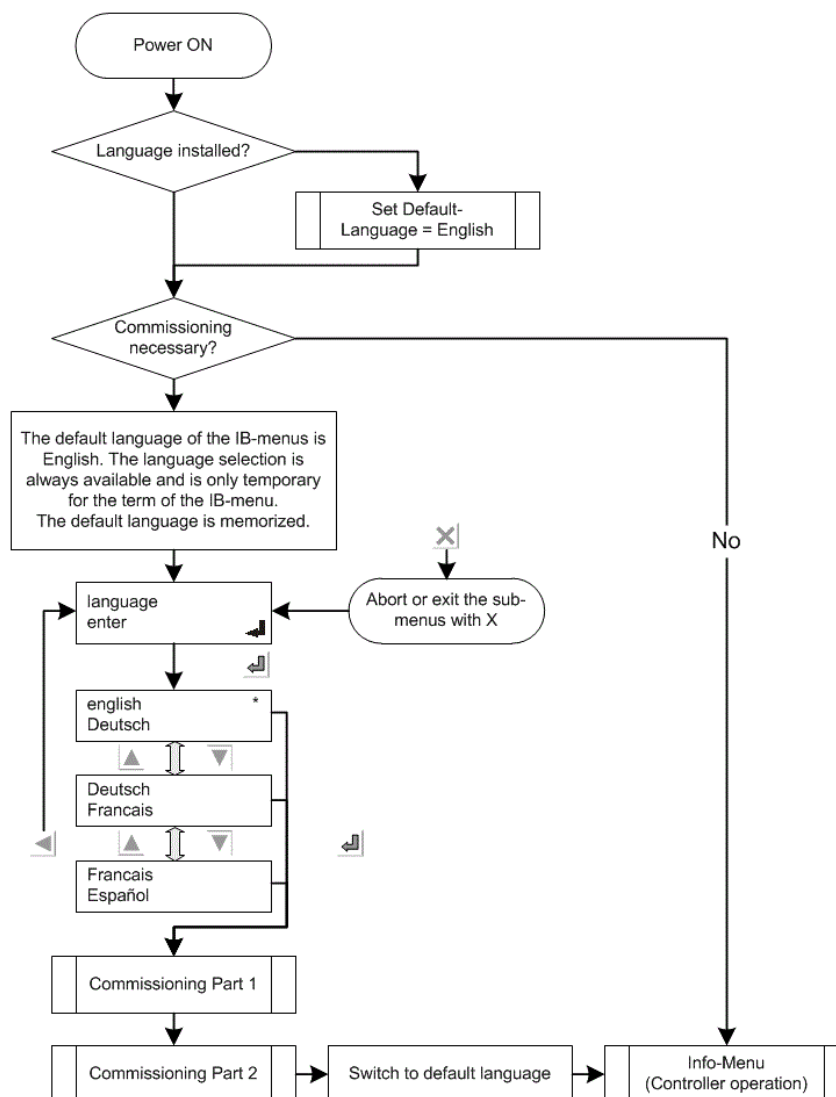 Power ON
Language installed?
Set Default-
Language = English
Commissioning
necessary?
The default language of the IB-menus is
English. The language selection is
always available and is only temporary
for the term of the IB-menu.
The default language is memorized.
No
Abort or exit the sub-
menus with X
language
enter
english *
Deutsch
Deutsch
Francais
Francais
Español
Commissioning Part 1
Commissioning Part 2
Switch to default language
Info-Menu
(Controller operation)